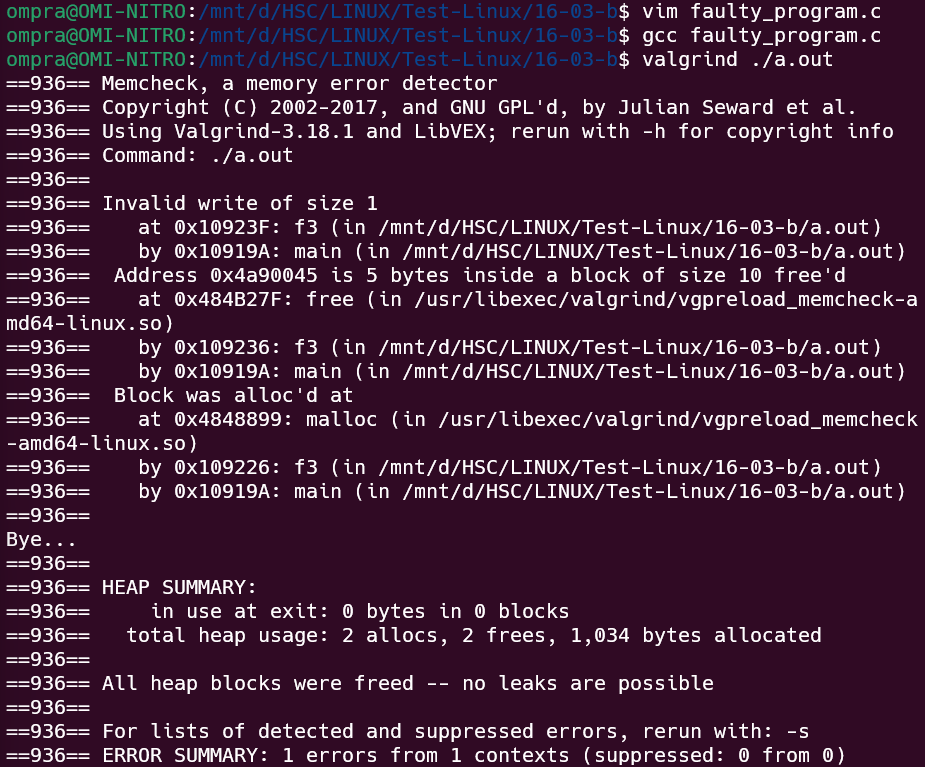 ompra@OMI-NITRO:/mnt/d/HSC/LINUX/Test-Linux/16-03-b$ vim faulty_program.c
ompra@OMI-NITRO:/mnt/d/HSC/LINUX/Test-Linux/16-03-b$ gcc faulty_program.c
ompra@OMI-NITRO:/mnt/d/HSC/LINUX/Test-Linux/16-03-b$ valgrind ./a.out
==936== Memcheck, a memory error detector
==936== Copyright (C) 2002-2017, and GNU GPL'd, by Julian Seward et al.
==936== Using Valgrind-3.18.1 and LibVEX; rerun with -h for copyright info
==936== Command: ./a.out
==936==
==936== Invalid write of size 1
==936==    at 0x10923F: f3 (in /mnt/d/HSC/LINUX/Test-Linux/16-03-b/a.out)
==936==    by 0x10919A: main (in /mnt/d/HSC/LINUX/Test-Linux/16-03-b/a.out)
==936==  Address 0x4a90045 is 5 bytes inside a block of size 10 free'd
==936==    at 0x484B27F: free (in /usr/libexec/valgrind/vgpreload_memcheck-a
md64-linux.so)
==936==    by 0x109236: f3 (in /mnt/d/HSC/LINUX/Test-Linux/16-03-b/a.out)
==936==    by 0x10919A: main (in /mnt/d/HSC/LINUX/Test-Linux/16-03-b/a.out)
==936==  Block was alloc'd at
==936==    at 0x4848899: malloc (in /usr/libexec/valgrind/vgpreload_memcheck
-amd64-linux.so)
==936==    by 0x109226: f3 (in /mnt/d/HSC/LINUX/Test-Linux/16-03-b/a.out)
==936==    by 0x10919A: main (in /mnt/d/HSC/LINUX/Test-Linux/16-03-b/a.out)
==936==
Bye...
==936==
==936== HEAP SUMMARY:
==936==     in use at exit: 0 bytes in 0 blocks
==936==   total heap usage: 2 allocs, 2 frees, 1,034 bytes allocated
==936==
==936== All heap blocks were freed -- no leaks are possible
==936==
==936== For lists of detected and suppressed errors, rerun with: -s
==936== ERROR SUMMARY: 1 errors from 1 contexts (suppressed: 0 from 0)